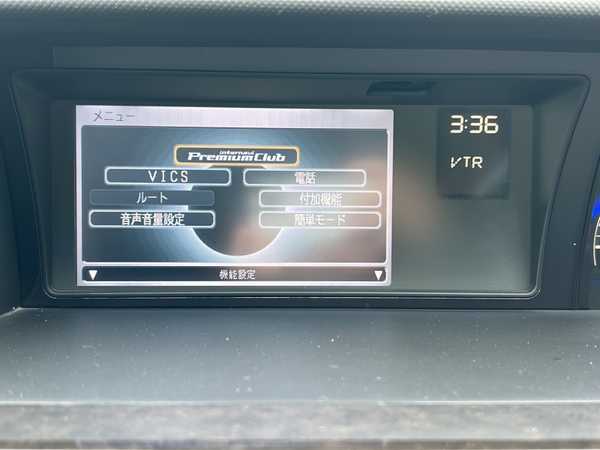 メニュー
3:36
internavi
PremiumClub
VTR
VICS 電話
ルート 付加機能
音声音量設定 簡単モード
機能設定